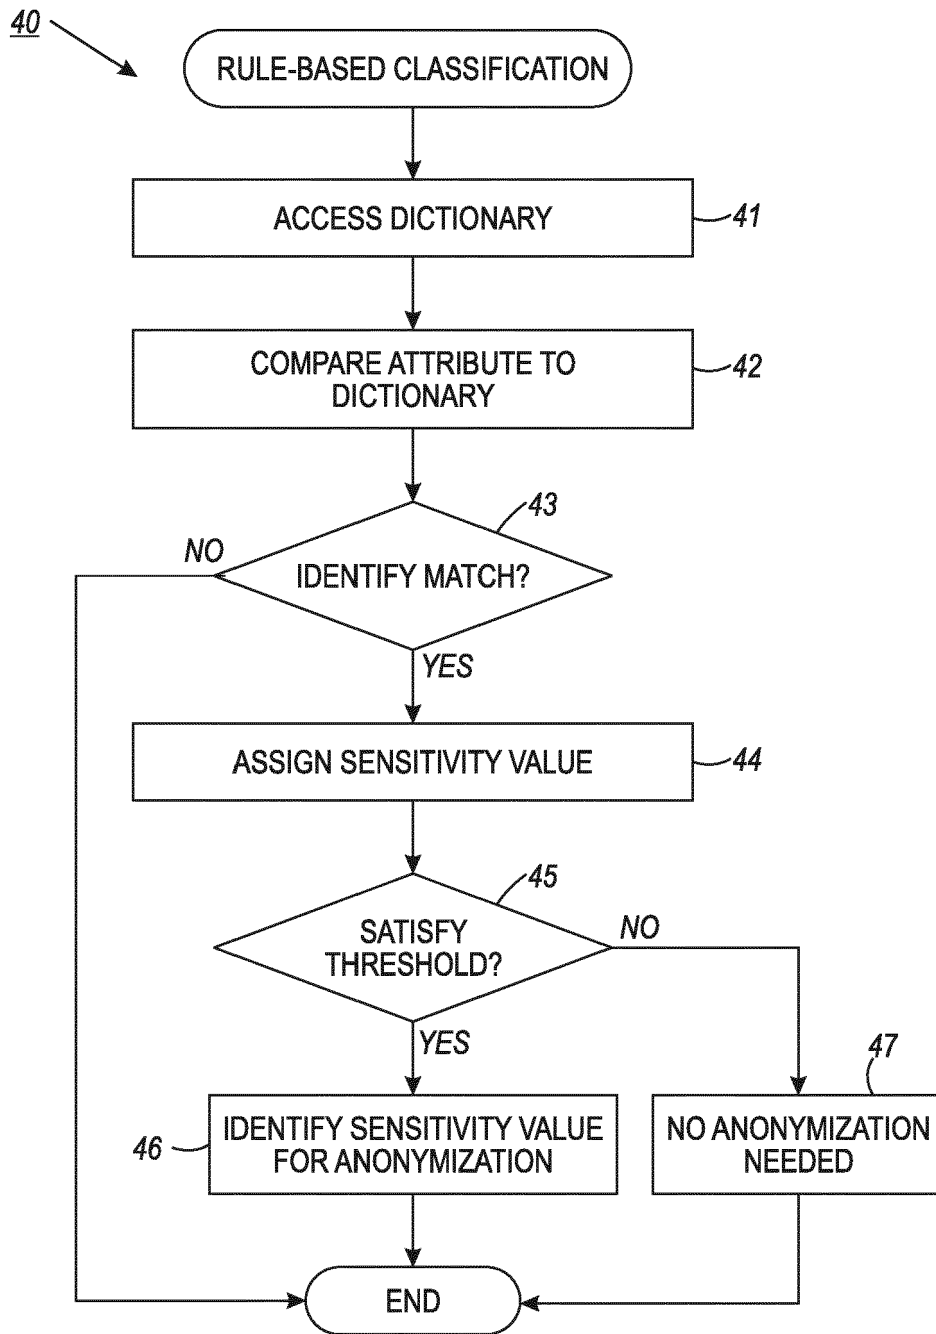 40
RULE-BASED CLASSIFICATION
ACCESS DICTIONARY
41
COMPARE ATTRIBUTE TO
DICTIONARY
42
43
NO
IDENTIFY MATCH?
YES
ASSIGN SENSITIVITY VALUE
44
45
SATISFY
THRESHOLD?
NO
YES
47
46
IDENTIFY SENSITIVITY VALUE
FOR ANONYMIZATION
NO ANONYMIZATION
NEEDED
END